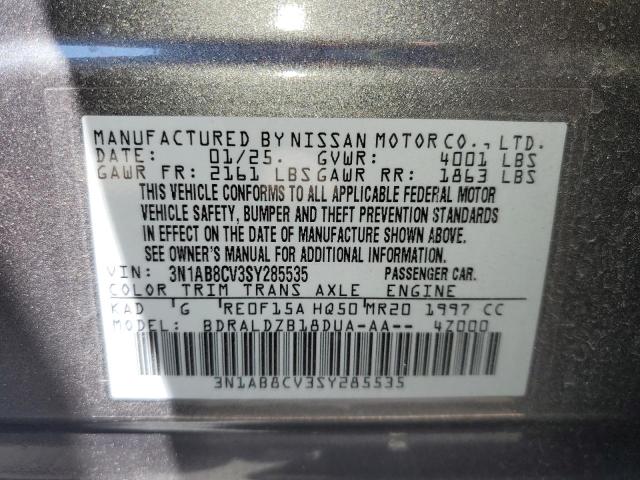 MANUFACTURED BY NISSAN MOTOR CO., LTD.
DATE: 01/25. GVWR: 4001 LBS
GAWR FR: 2161 LBS GAWR RR: 1863 LBS
THIS VEHICLE CONFORMS TO ALL APPLICABLE FEDERAL MOTOR
VEHICLE SAFETY, BUMPER AND THEFT PREVENTION STANDARDS
IN EFFECT ON THE DATE OF MANUFACTURE SHOWN ABOVE.
SEE OWNER'S MANUAL FOR ADDITIONAL INFORMATION.
VIN: 3N1AB8CV3SY285535 PASSENGER CAR.
COLOR TRIM TRANS AXLE ENGINE
KAD G RE0F15A HQ50 MR20 1997 CC
MODEL: BDRALDZB18DUA-AA-- 4Z000
3N1AB8CV3SY285535